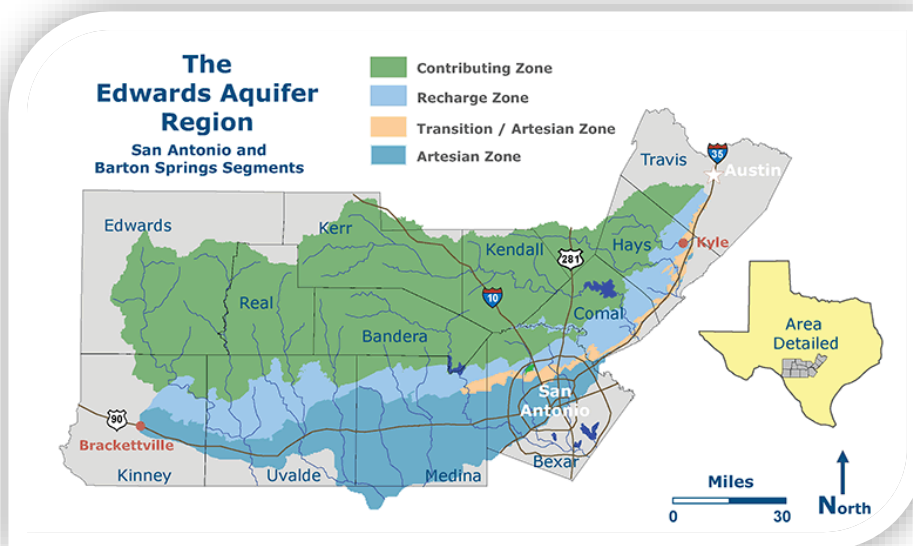 The
Edwards Aquifer
Region
San Antonio and
Barton Springs Segments
Contributing Zone
Recharge Zone
Transition / Artesian Zone
Artesian Zone
35
Travis
Austin
Edwards
Kerr
Kendall
Hays
Kyle
281
Real
10
Comal
Bandera
Area
Detailed
San
Antonio
90
Brackettville
Kinney
Uvalde
Medina
Bexar
Miles
0
30
North